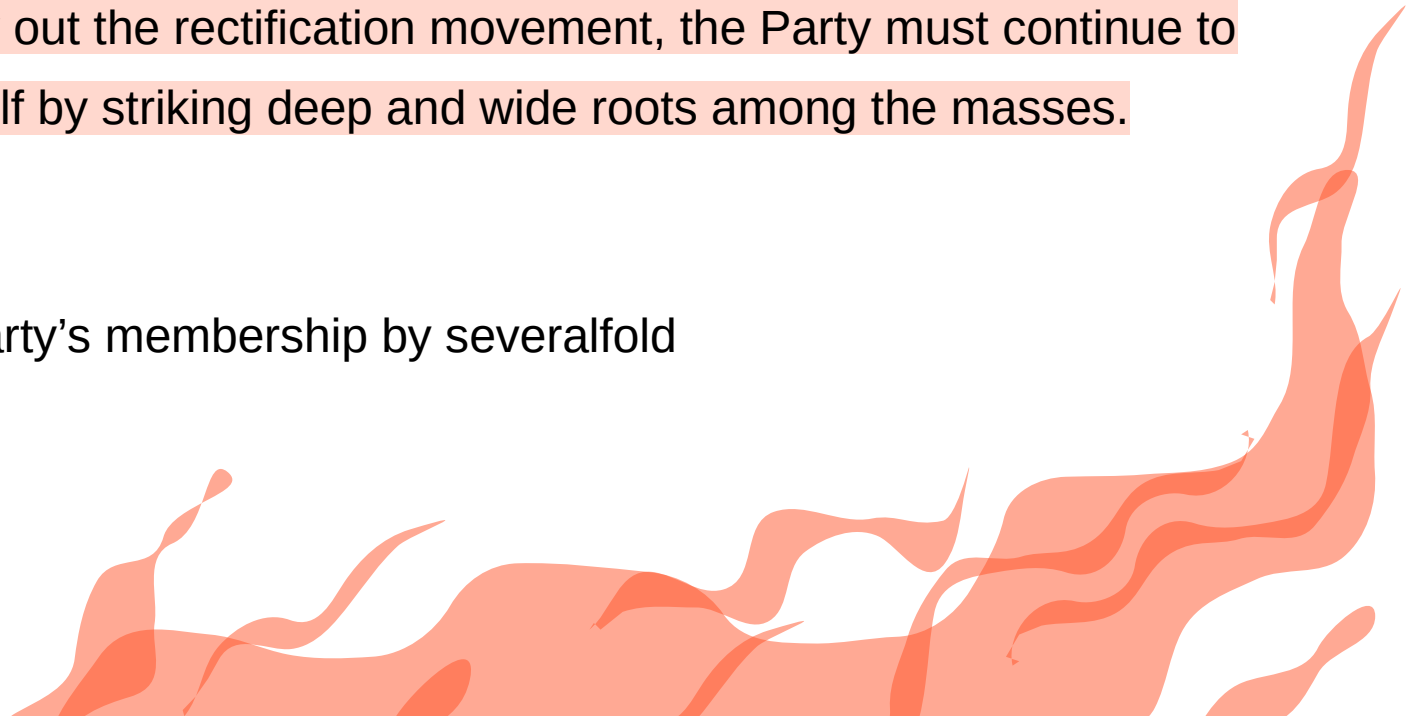 out the rectification movement, the Party must continue to
lf by striking deep and wide roots among the masses.
arty’s membership by severalfold